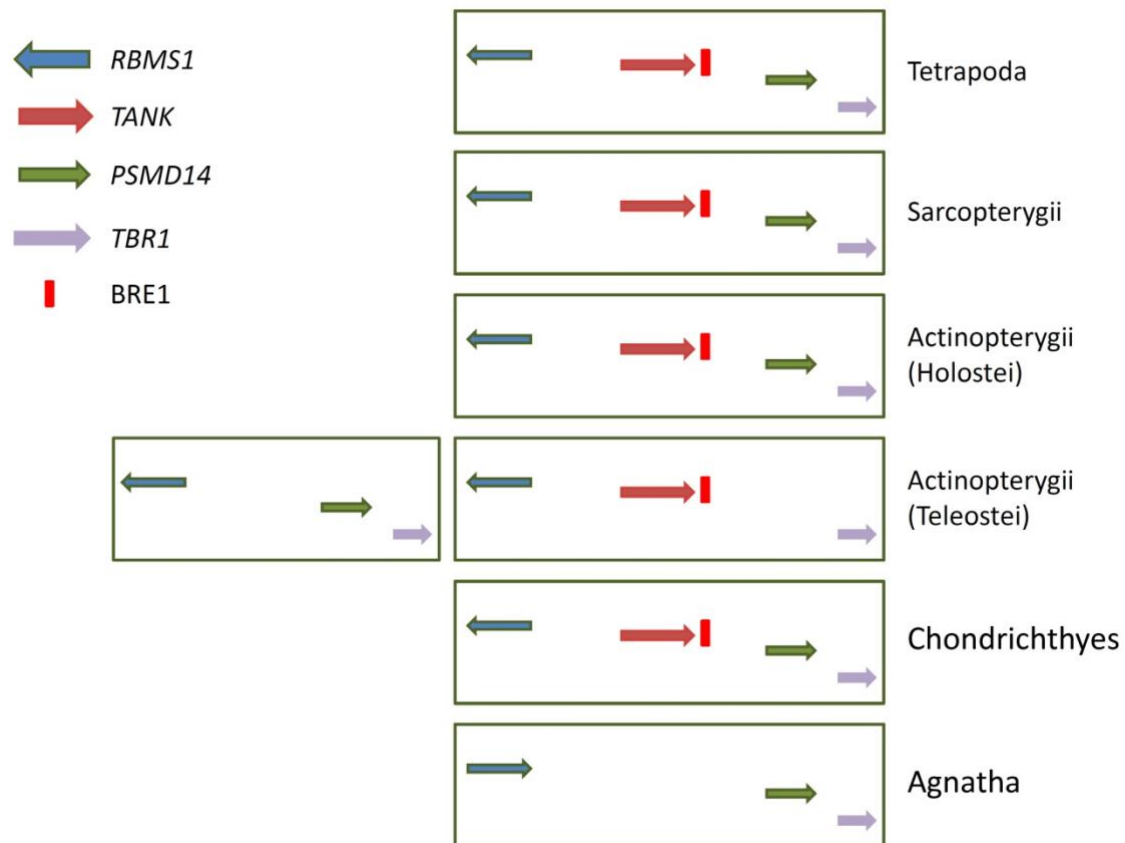 RBMS1
TANK
PSMD14
TBR1
BRE1
Tetrapoda
Sarcopterygii
Actinopterygii
(Holostei)
Actinopterygii
(Teleostei)
Chondrichthyes
Agnatha